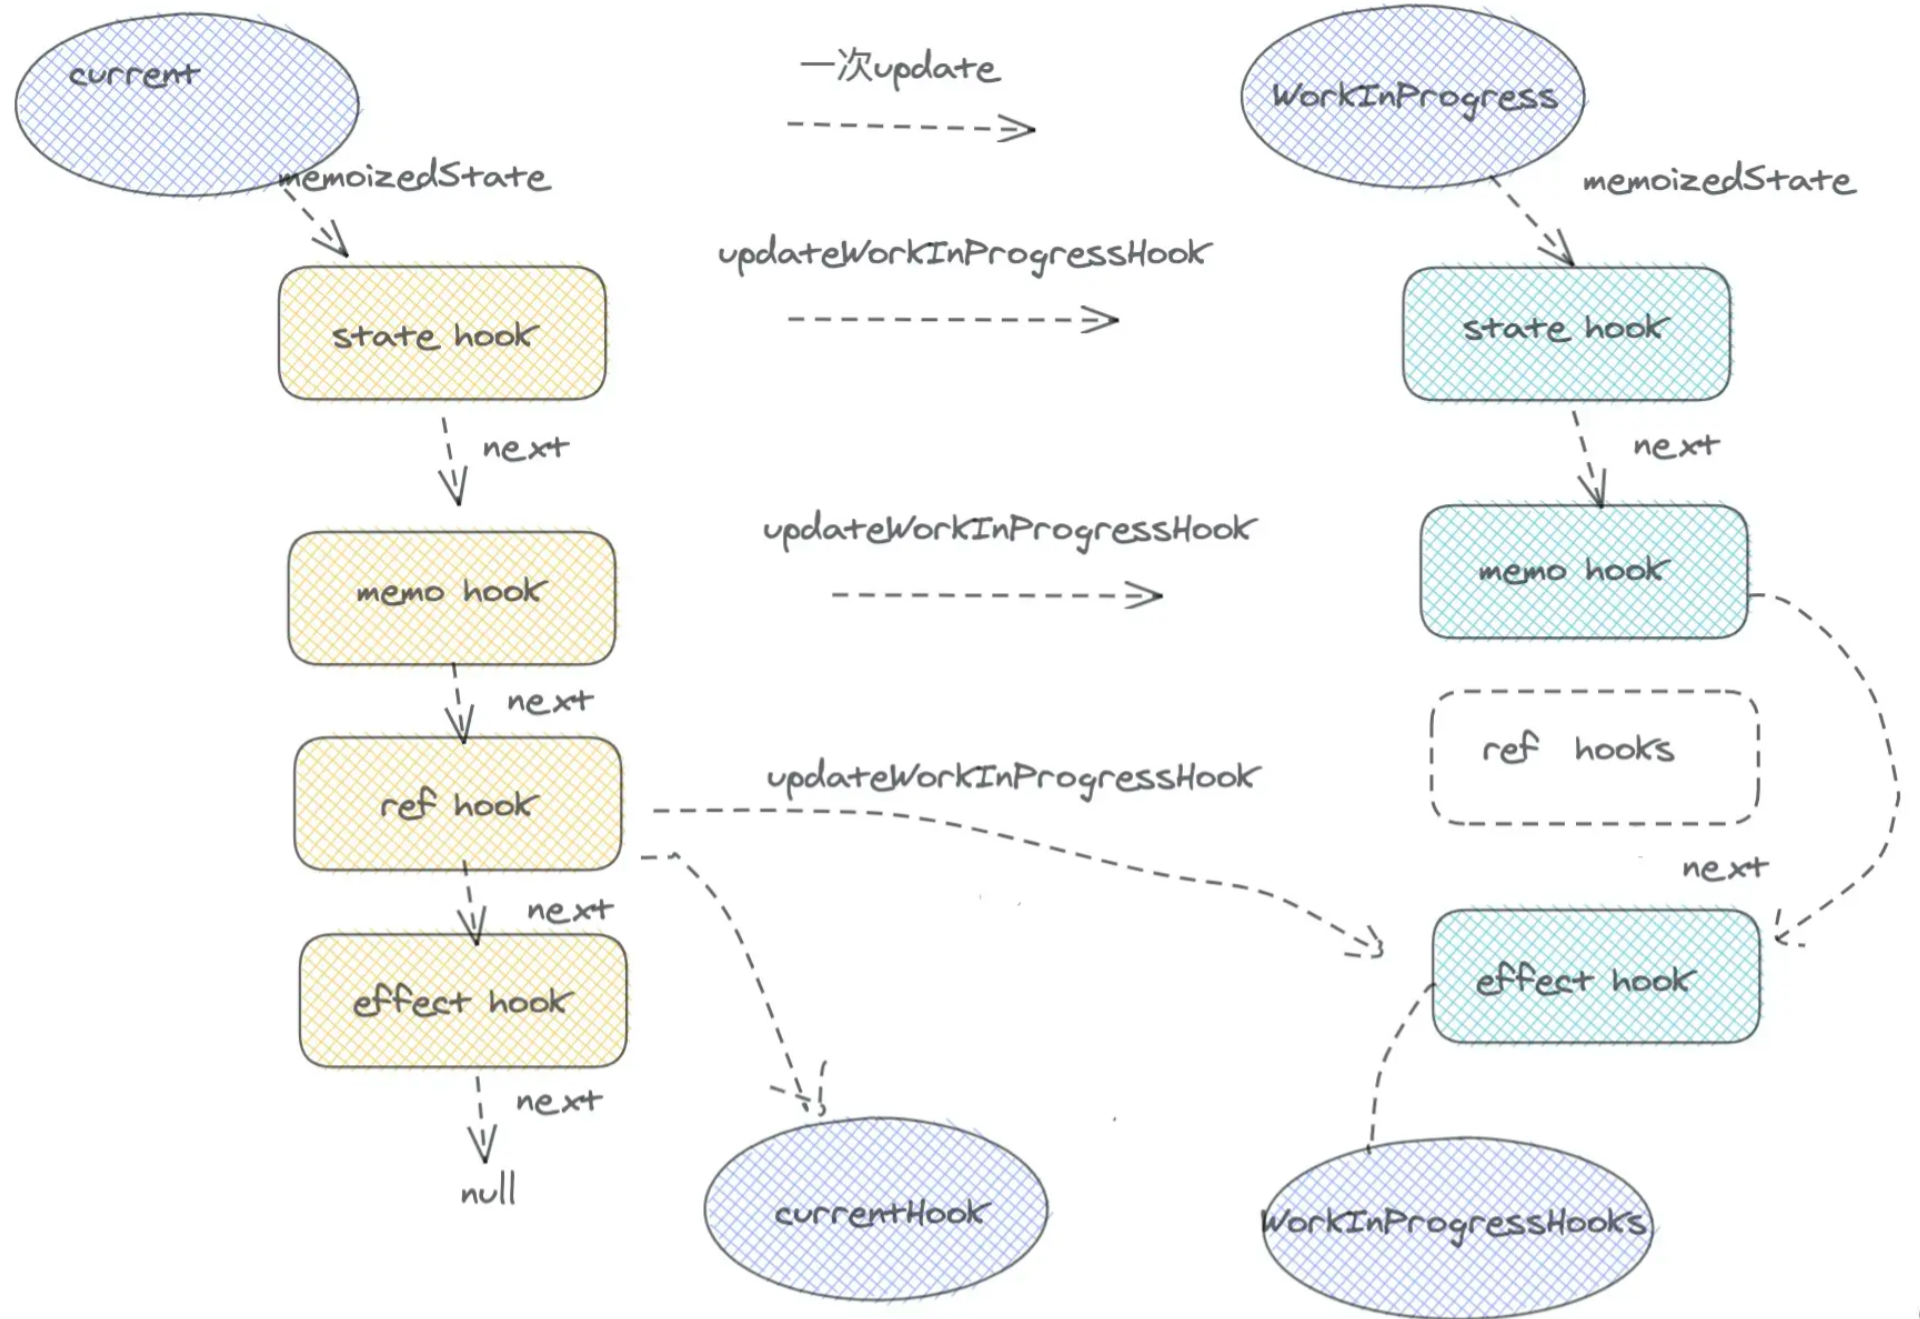 current
一次update
WorkInProgress
memoizedState
memoizedState
updateWorkInProgressHook
state hook
state hook
next
next
updateWorkInProgressHook
memo hook
memo hook
next
ref hooks
updateWorkInProgressHook
ref hook
next
next
effect hook
effect hook
next
null
currentHook
WorkInProgressHooks